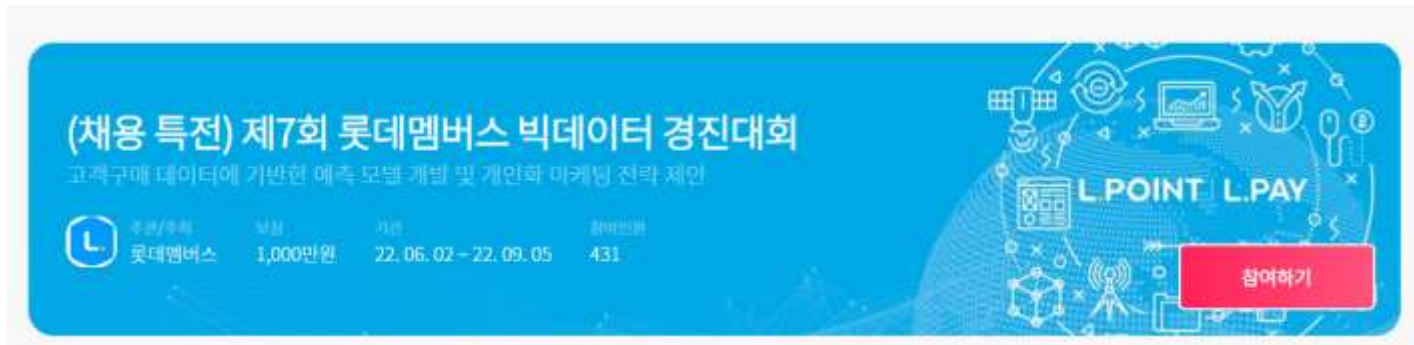 (채용 특전) 제7회 롯데멤버스 빅데이터 경진대회
고객구매 데이터에 기반한 예측 모델 개발 및 개인화 마케팅 전략 제안
L.POINT L.PAY
L.
주관/주최 보상 기간 참여인원
롯데멤버스 1,000만원 22. 06. 02 ~ 22. 09. 05 431
참여하기